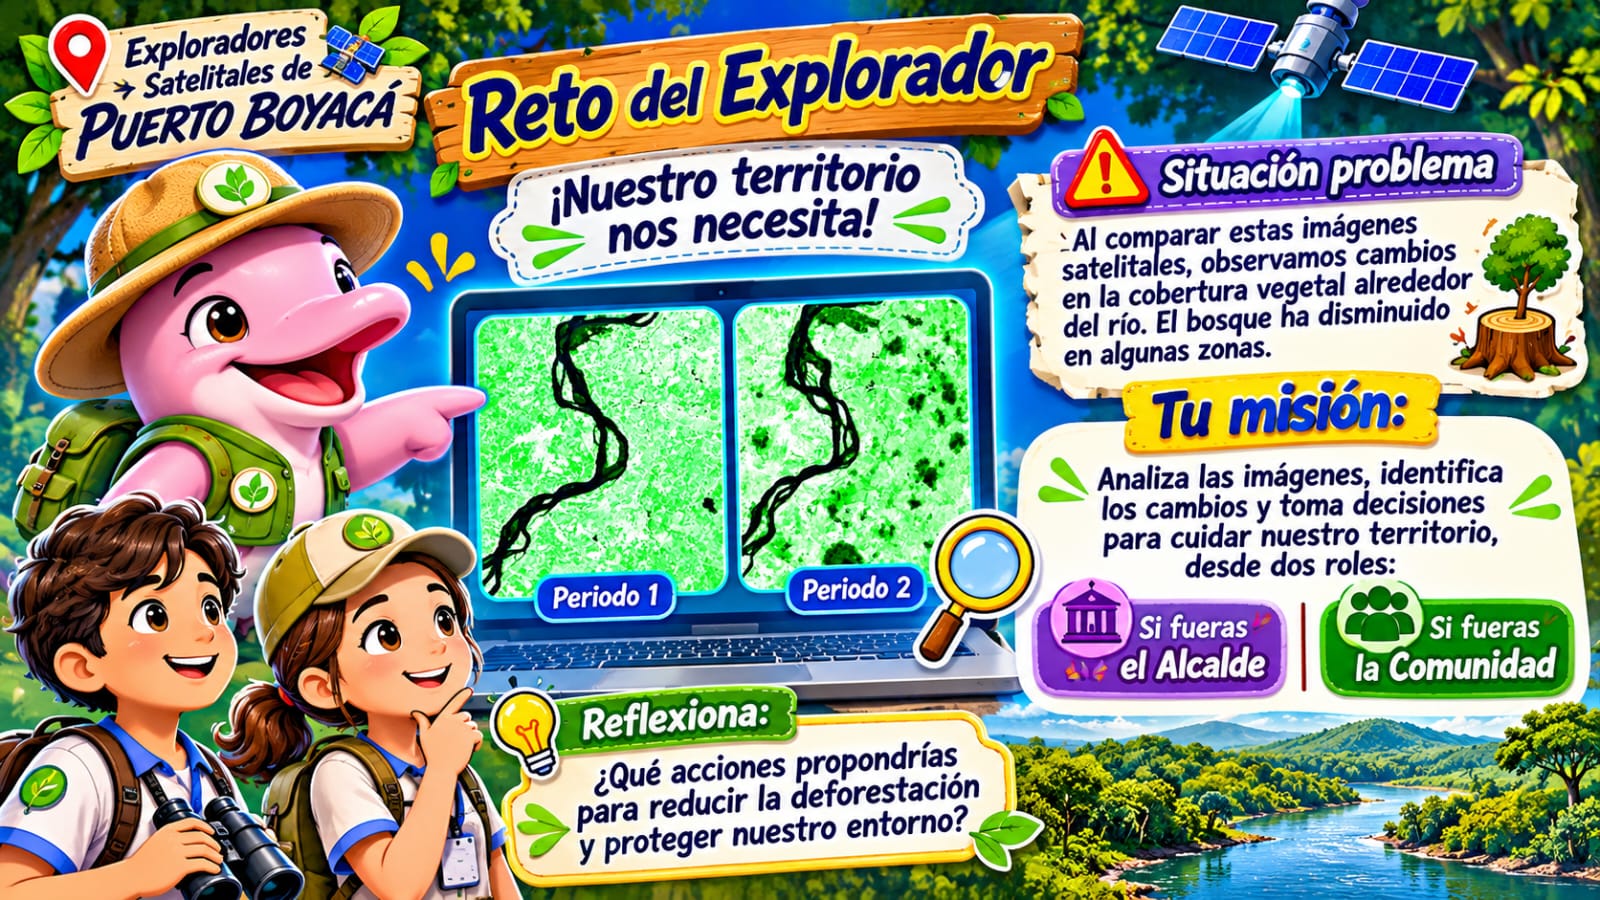 Exploradores
Satelitales de
PUERTO BOYACÁ
Reto del Explorador
¡Nuestro territorio
nos necesita!
Periodo 1
Periodo 2
Situación problema
Al comparar estas imágenes
satelitales, observamos cambios
en la cobertura vegetal alrededor
del río. El bosque ha disminuido
en algunas zonas.
Tu misión:
Analiza las imágenes, identifica
los cambios y toma decisiones
para cuidar nuestro territorio,
desde dos roles:
Si fueras
el Alcalde
Si fueras
la Comunidad
Reflexiona:
¿Qué acciones propondrías
para reducir la deforestación
y proteger nuestro entorno?